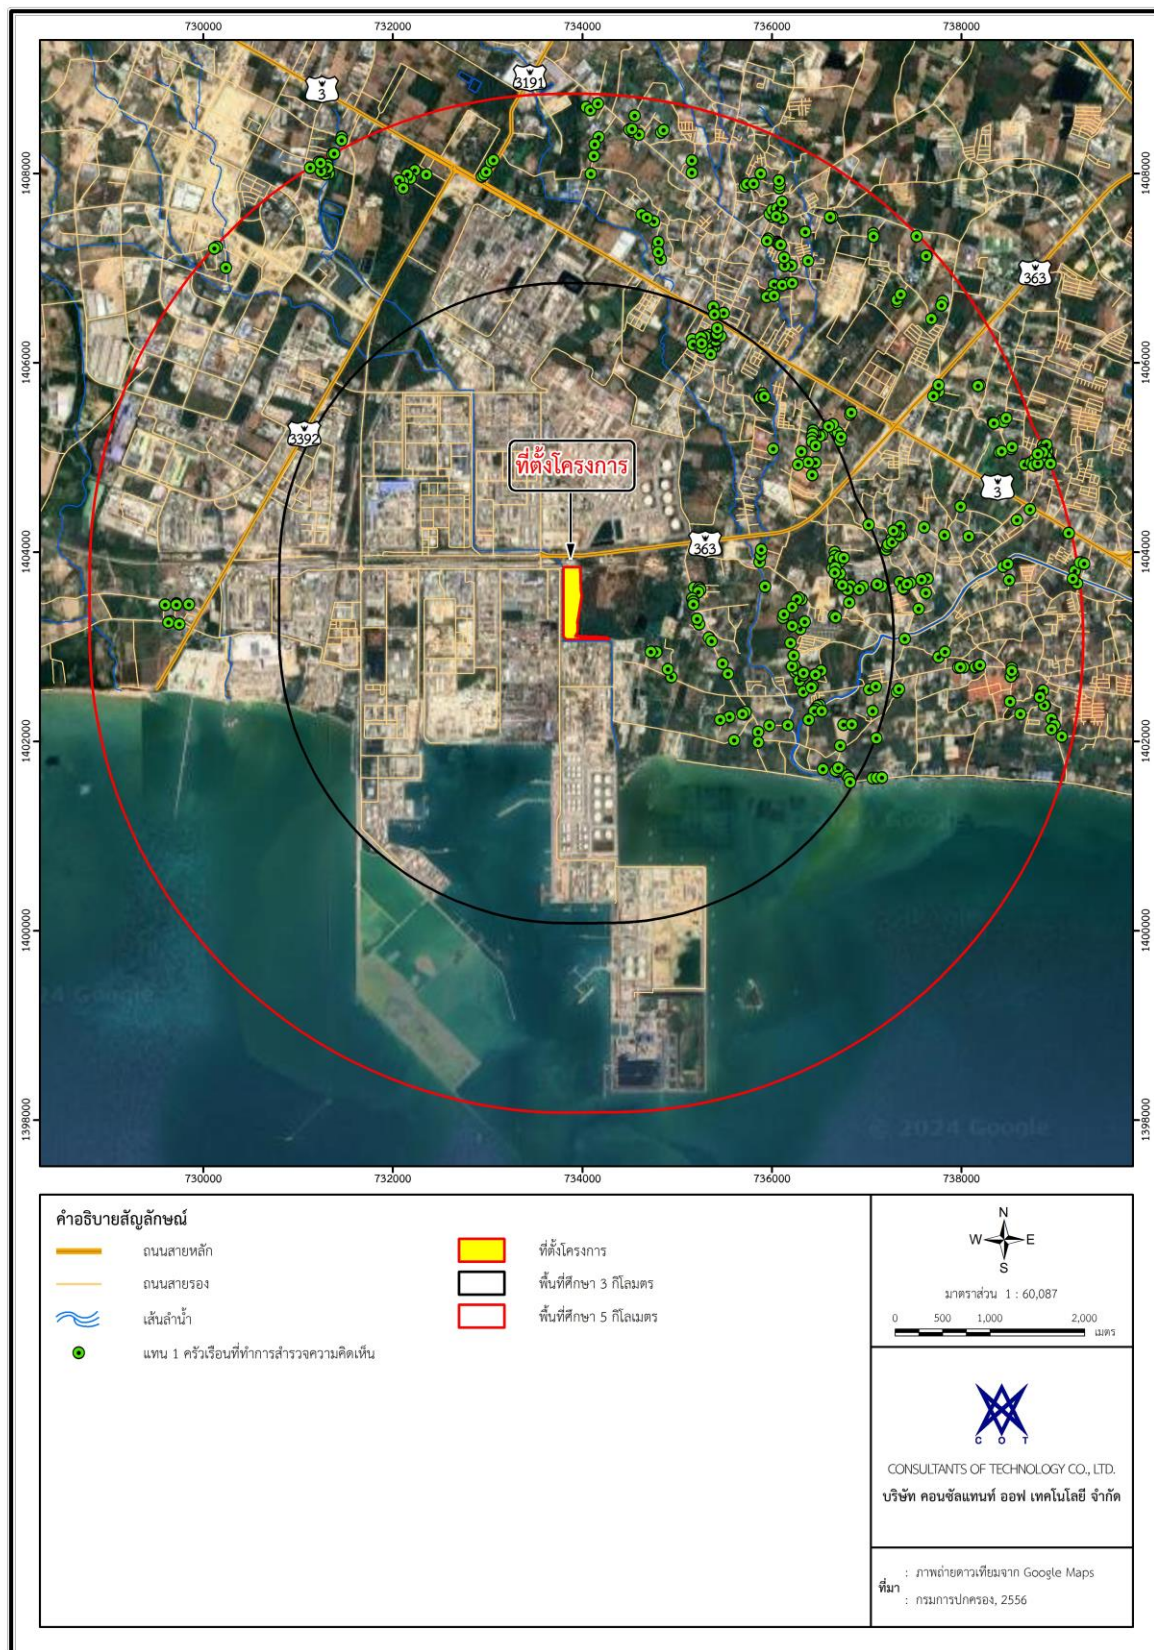 730000 732000 734000 736000 738000
3
3191
363
3392
ที่ตั้งโครงการ
363
3
1408000 1408000
1406000 1406000
1404000 1404000
1402000 1402000
1400000 1400000
1398000 1398000
2024 Google
730000 732000 734000 736000 738000
คำอธิบายสัญลักษณ์
ถนนสายหลัก
ถนนสายรอง
เส้นลำน้ำ
แทน 1 ครัวเรือนที่ทำการสำรวจความคิดเห็น
ที่ตั้งโครงการ
พื้นที่ศึกษา 3 กิโลเมตร
พื้นที่ศึกษา 5 กิโลเมตร
N
W E
S
มาตราส่วน 1 : 60,087
0 500 1,000 2,000
เมตร
C O T
CONSULTANTS OF TECHNOLOGY CO., LTD.
บริษัท คอนซัลแทนท์ ออฟ เทคโนโลยี จำกัด
ที่มา : ภาพถ่ายดาวเทียมจาก Google Maps
: กรมการปกครอง, 2556